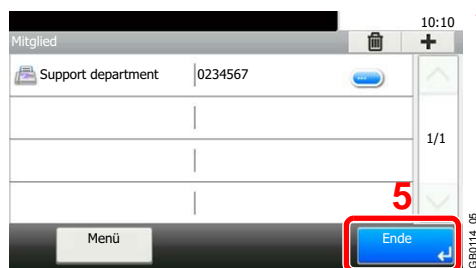 10:10
Mitglied
Support department 0234567
1/1
5
Menü Ende
GB0114_05